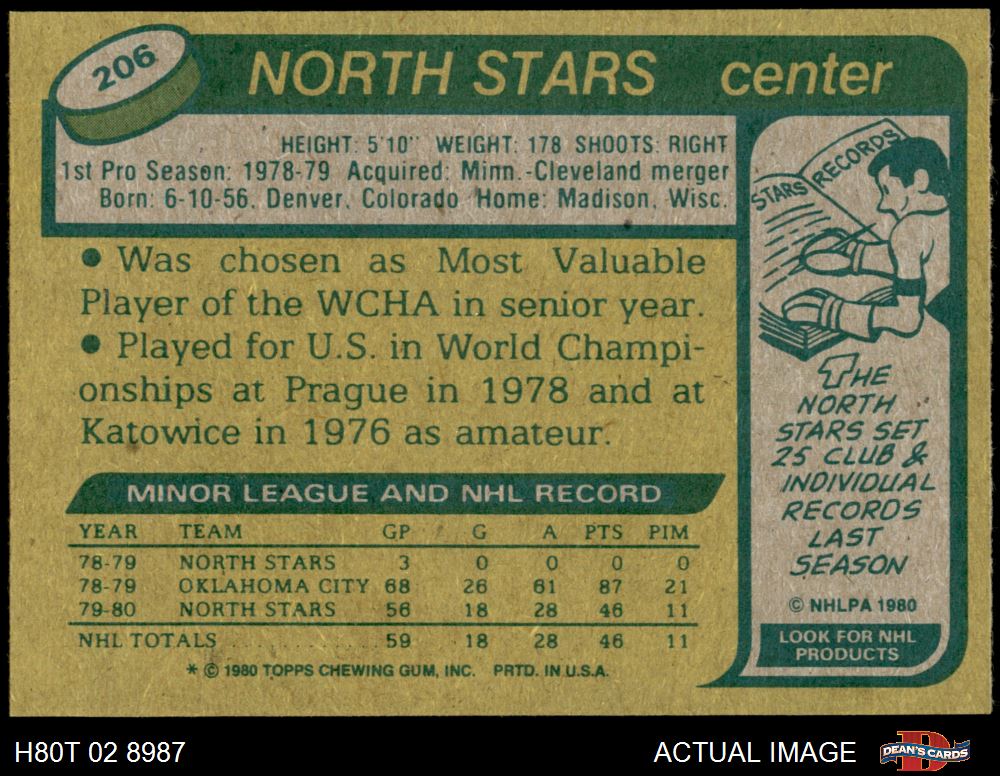 206
NORTH STARS center
HEIGHT: 5'10" WEIGHT: 178 SHOOTS: RIGHT
1st Pro Season: 1978-79 Acquired: Minn.-Cleveland merger
Born: 6-10-56, Denver, Colorado Home: Madison, Wisc.
• Was chosen as Most Valuable
Player of the WCHA in senior year.
• Played for U.S. in World Champi-
onships at Prague in 1978 and at
Katowice in 1976 as amateur.
MINOR LEAGUE AND NHL RECORD
YEAR TEAM GP G A PTS PIM
78-79 NORTH STARS 3 0 0 0 0
78-79 OKLAHOMA CITY 68 26 61 87 21
79-80 NORTH STARS 56 18 28 46 11
NHL TOTALS . . . . . . . . . . . . 59 18 28 46 11
* © 1980 TOPPS CHEWING GUM, INC. PRTD. IN U.S.A.
STARS RECORDS
THE
NORTH
STARS SET
25 CLUB &
INDIVIDUAL
RECORDS
LAST
SEASON
© NHLPA 1980
LOOK FOR NHL
PRODUCTS
H80T 02 8987 ACTUAL IMAGE D DEAN'S CARDS